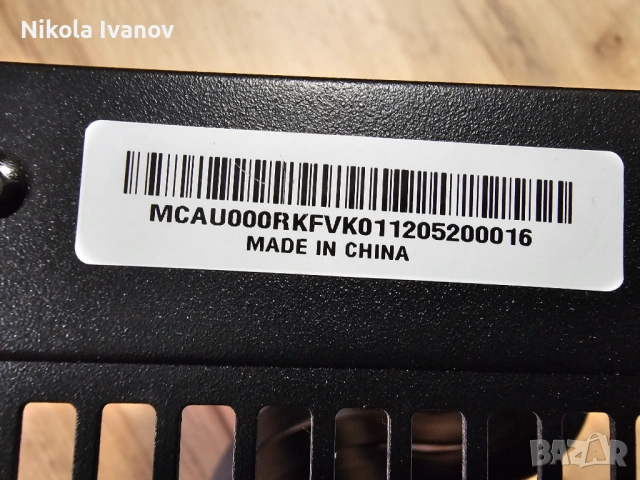 Nikola Ivanov
MCAU000RKFVK011205200016
MADE IN CHINA
BAZAR